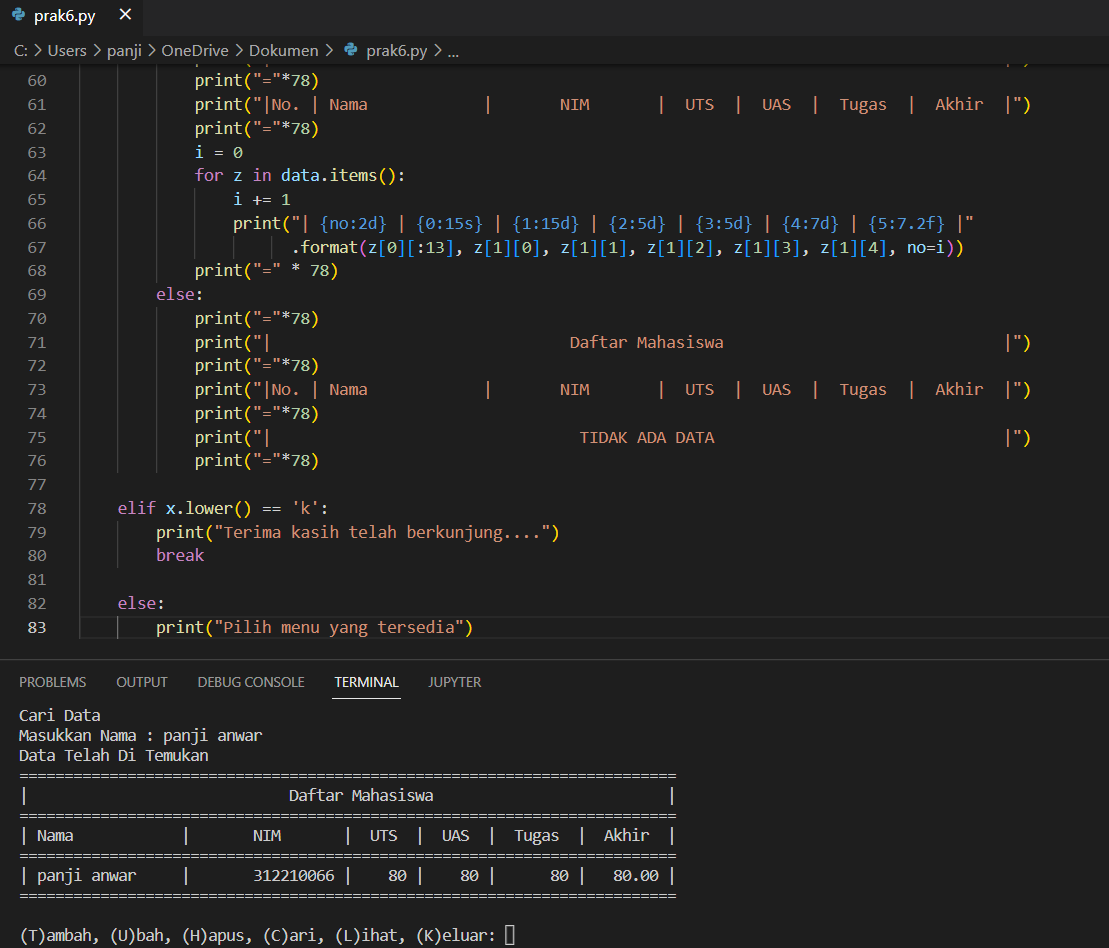 prak6.py
C: > Users > panji > OneDrive > Dokumen > prak6.py > ...
60 print("="*78)
61 print("|No. | Nama            |       NIM       |  UTS  |  UAS  |  Tugas  |  Akhir  |")
62 print("="*78)
63 i = 0
64 for z in data.items():
65 i += 1
66 print("| {no:2d} | {0:15s} | {1:15d} | {2:5d} | {3:5d} | {4:7d} | {5:7.2f} |"
67 .format(z[0][:13], z[1][0], z[1][1], z[1][2], z[1][3], z[1][4], no=i))
68 print("=" * 78)
69 else:
70 print("="*78)
71 print("|                               Daftar Mahasiswa                             |")
72 print("="*78)
73 print("|No. | Nama            |       NIM       |  UTS  |  UAS  |  Tugas  |  Akhir  |")
74 print("="*78)
75 print("|                                TIDAK ADA DATA                              |")
76 print("="*78)
77
78 elif x.lower() == 'k':
79 print("Terima kasih telah berkunjung....")
80 break
81
82 else:
83 print("Pilih menu yang tersedia")
PROBLEMS OUTPUT DEBUG CONSOLE TERMINAL JUPYTER
Cari Data
Masukkan Nama : panji anwar
Data Telah Di Temukan
=========================================================================
|                             Daftar Mahasiswa                          |
=========================================================================
| Nama            |       NIM       |  UTS  |  UAS  |  Tugas  |  Akhir  |
=========================================================================
| panji anwar     |       312210066 |    80 |    80 |      80 |   80.00 |
=========================================================================
(T)ambah, (U)bah, (H)apus, (C)ari, (L)ihat, (K)eluar: